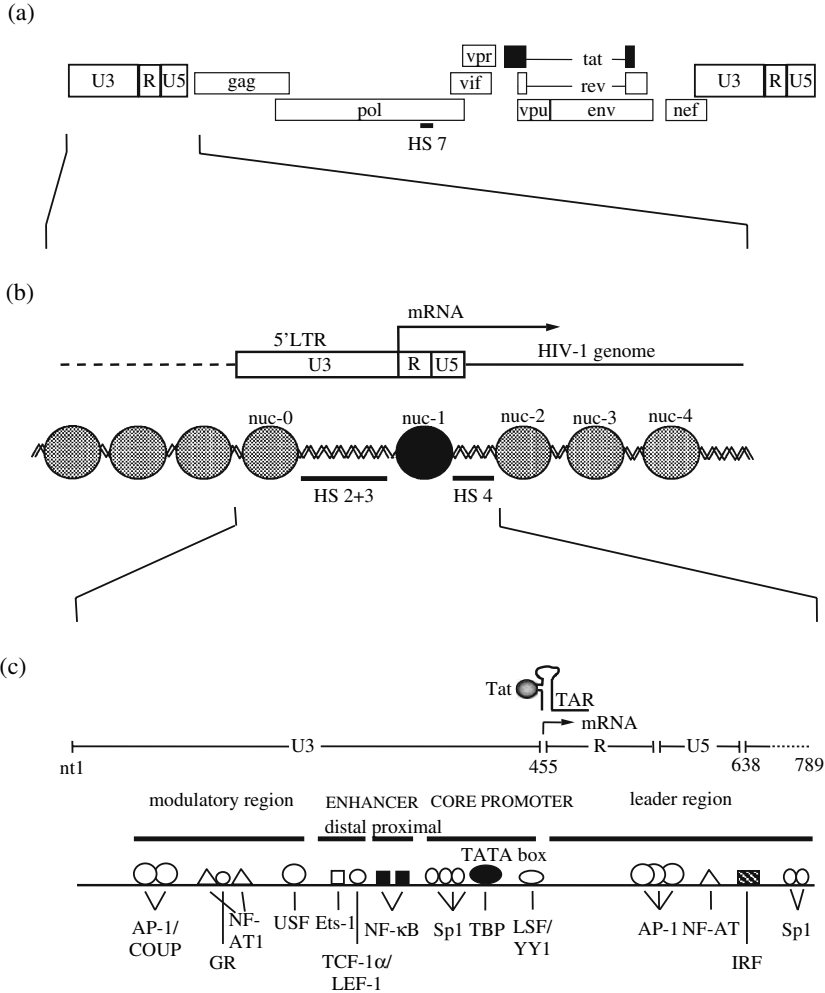 (a)
vpr
tat
U3 R U5
gag
vif
rev
U3 R U5
pol
vpu env
nef
HS 7
(b)
mRNA
5'LTR
U3 R U5
HIV-1 genome
nuc-0 nuc-1 nuc-2 nuc-3 nuc-4
HS 2+3 HS 4
(c)
Tat
TAR
mRNA
U3 R U5
nt1 455 638 789
modulatory region ENHANCER CORE PROMOTER leader region
distal proximal
TATA box
AP-1/
COUP
GR
NF-
AT1
USF
Ets-1
TCF-1α/
LEF-1
NF-κB
Sp1
TBP
LSF/
YY1
AP-1
NF-AT
IRF
Sp1